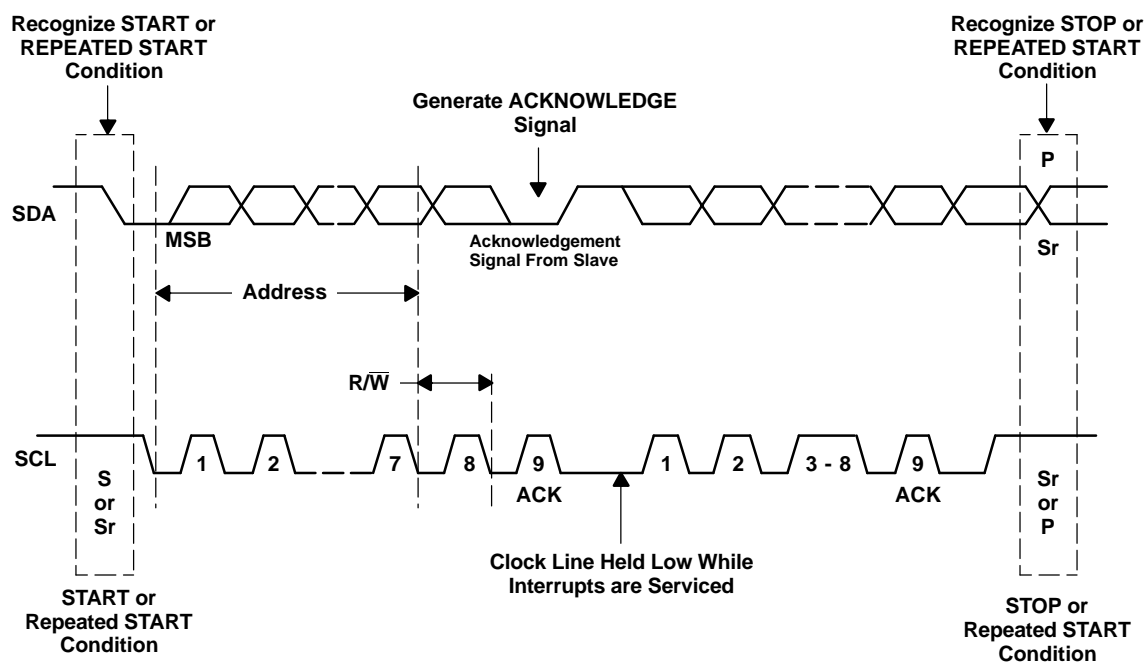 Recognize START or
REPEATED START
Condition
Recognize STOP or
REPEATED START
Condition
Generate ACKNOWLEDGE
Signal
P
SDA
MSB
Acknowledgement
Signal From Slave
Sr
Address
R/W̅
SCL
1
2
7
8
9
1
2
3 - 8
9
ACK
ACK
S
or
Sr
Sr
or
P
Clock Line Held Low While
Interrupts are Serviced
START or
Repeated START
Condition
STOP or
Repeated START
Condition